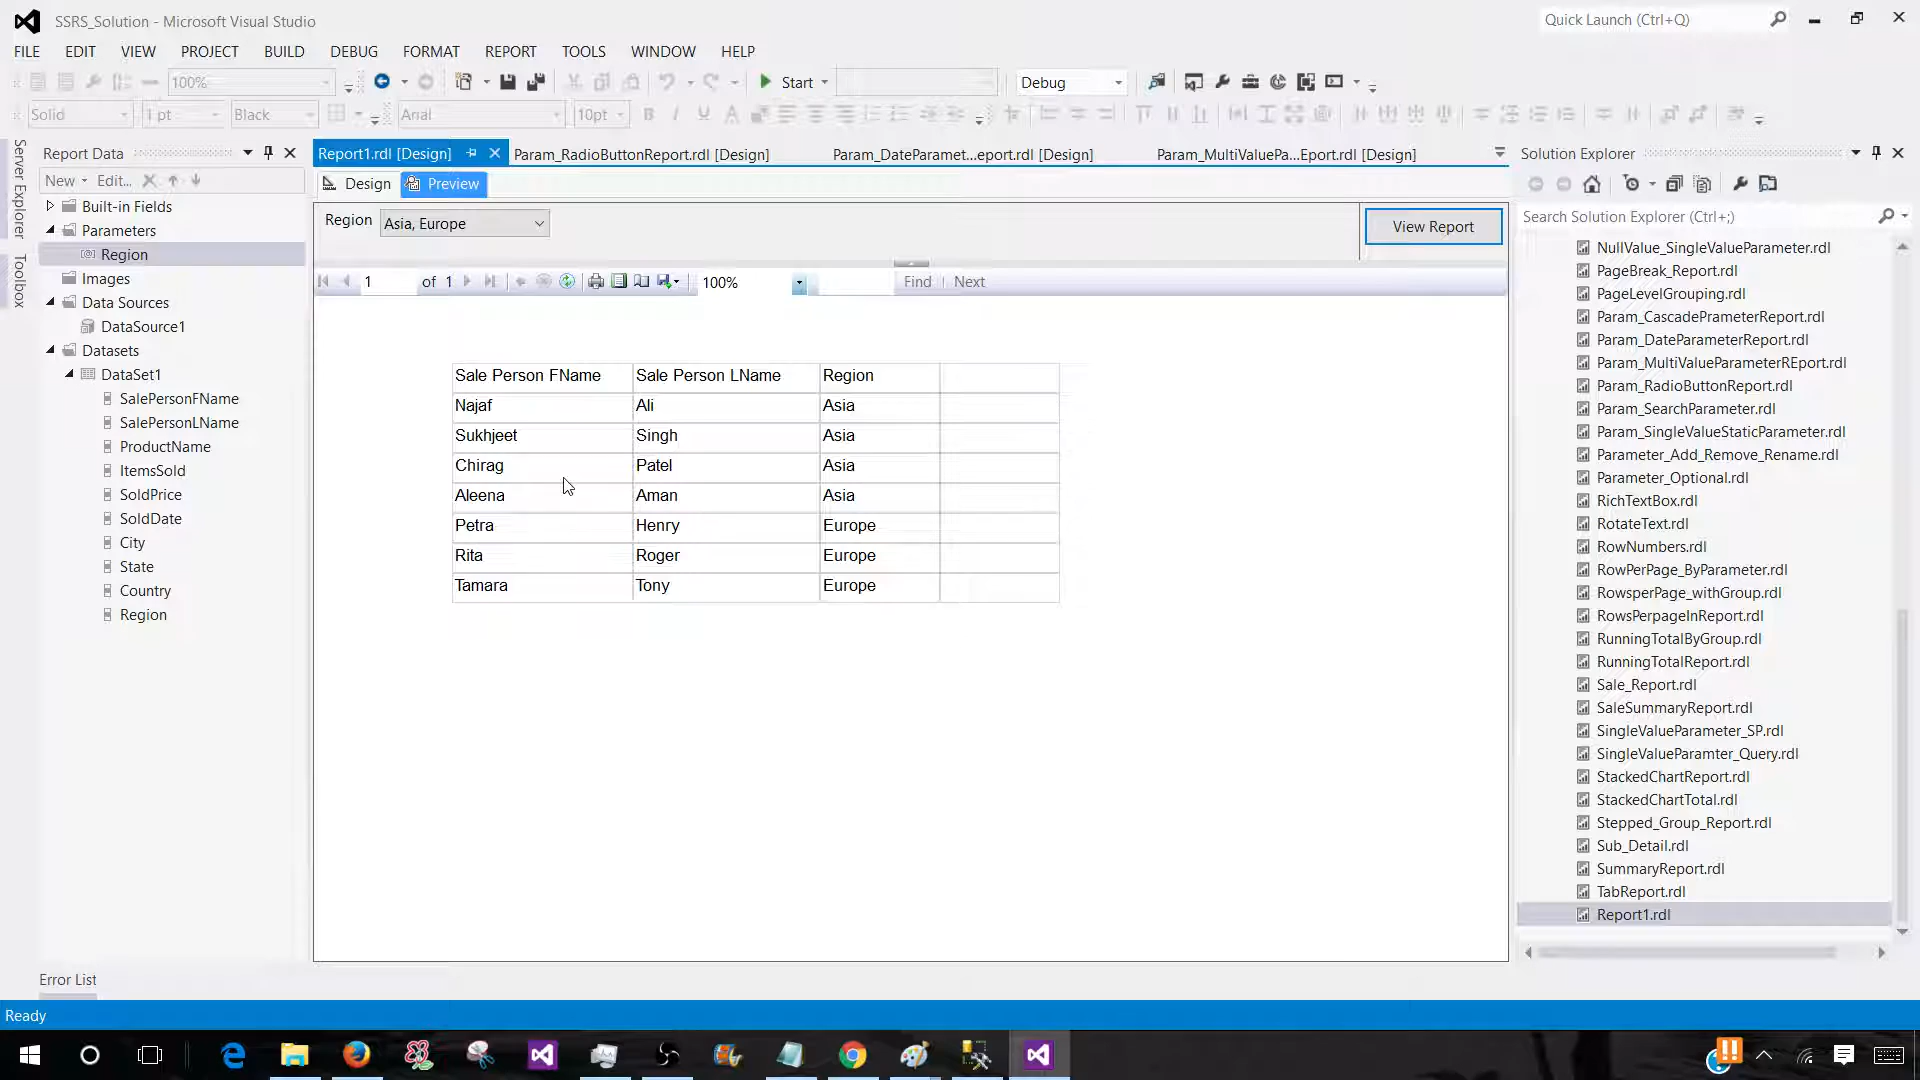 SSRS_Solution - Microsoft Visual Studio
Quick Launch (Ctrl+Q)
FILE EDIT VIEW PROJECT BUILD DEBUG FORMAT REPORT TOOLS WINDOW HELP
100% Start Debug
Solid 1 pt Black Arial 10pt B I U A
Server Explorer
Toolbox
Report Data
New Edit...
Built-in Fields
Parameters
Region
Images
Data Sources
DataSource1
Datasets
DataSet1
SalePersonFName
SalePersonLName
ProductName
ItemsSold
SoldPrice
SoldDate
City
State
Country
Region
Report1.rdl [Design] Param_RadioButtonReport.rdl [Design] Param_DateParamet...eport.rdl [Design] Param_MultiValuePa...Eport.rdl [Design]
Design Preview
Region Asia, Europe View Report
1 of 1 100% Find Next
Sale Person FName Sale Person LName Region
Najaf Ali Asia
Sukhjeet Singh Asia
Chirag Patel Asia
Aleena Aman Asia
Petra Henry Europe
Rita Roger Europe
Tamara Tony Europe
Solution Explorer
Search Solution Explorer (Ctrl+;)
NullValue_SingleValueParameter.rdl
PageBreak_Report.rdl
PageLevelGrouping.rdl
Param_CascadePrameterReport.rdl
Param_DateParameterReport.rdl
Param_MultiValueParameterREport.rdl
Param_RadioButtonReport.rdl
Param_SearchParameter.rdl
Param_SingleValueStaticParameter.rdl
Parameter_Add_Remove_Rename.rdl
Parameter_Optional.rdl
RichTextBox.rdl
RotateText.rdl
RowNumbers.rdl
RowPerPage_ByParameter.rdl
RowsperPage_withGroup.rdl
RowsPerpageInReport.rdl
RunningTotalByGroup.rdl
RunningTotalReport.rdl
Sale_Report.rdl
SaleSummaryReport.rdl
SingleValueParameter_SP.rdl
SingleValueParamter_Query.rdl
StackedChartReport.rdl
StackedChartTotal.rdl
Stepped_Group_Report.rdl
Sub_Detail.rdl
SummaryReport.rdl
TabReport.rdl
Report1.rdl
Error List
Ready